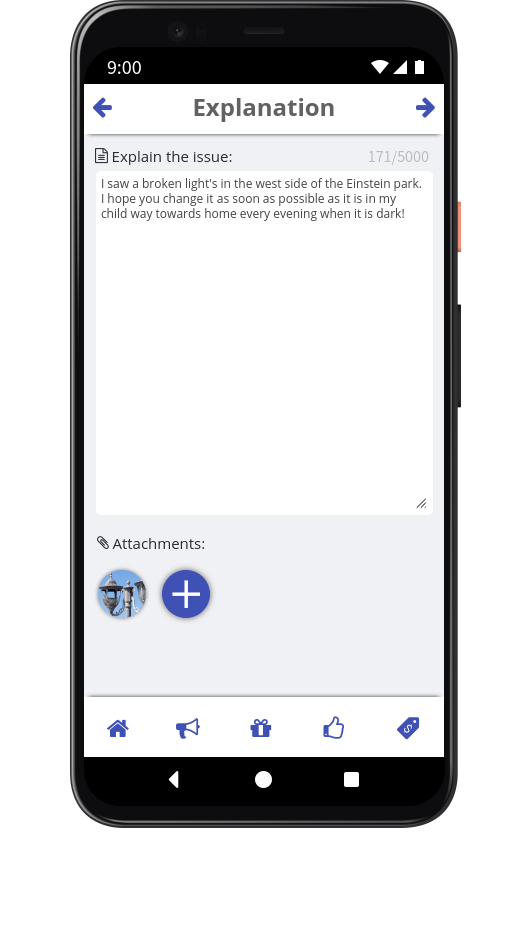 9:00
Explanation
Explain the issue: 171/5000
I saw a broken light's in the west side of the Einstein park.
I hope you change it as soon as possible as it is in my
child way towards home every evening when it is dark!
Attachments: